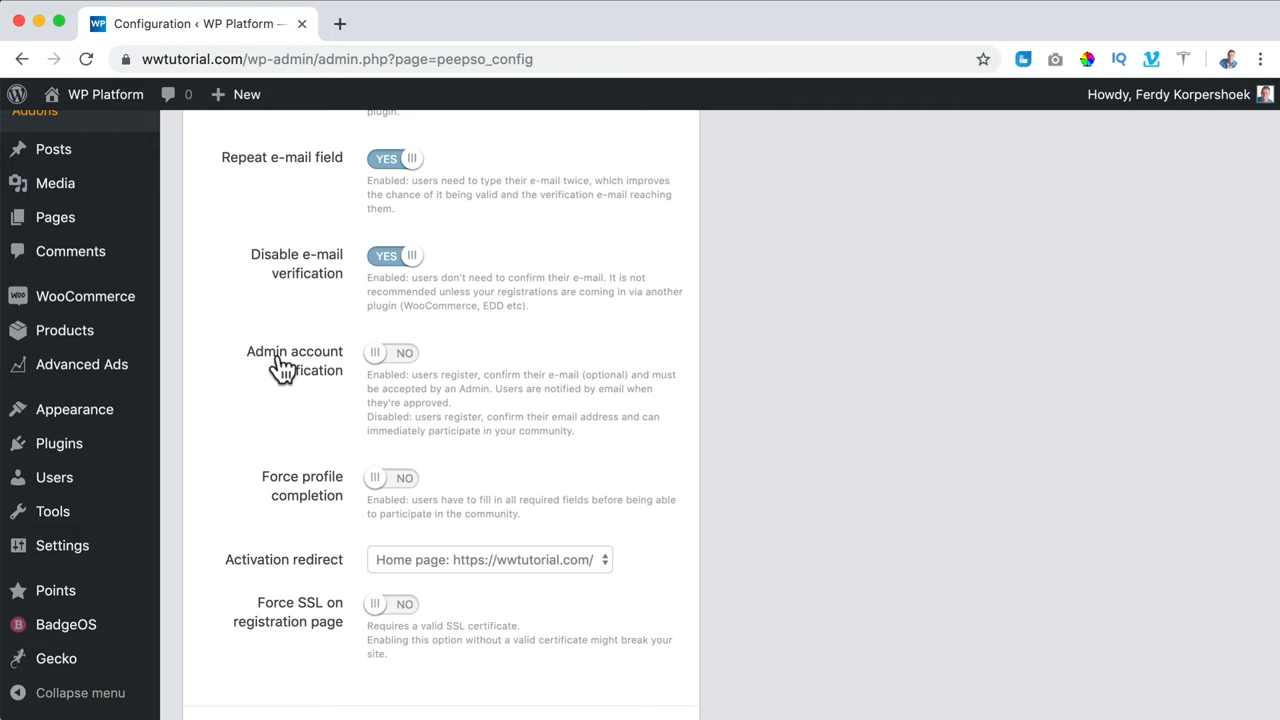 WP Configuration ‹ WP Platform —
wwtutorial.com/wp-admin/admin.php?page=peepso_config
WP Platform 0 New Howdy, Ferdy Korpershoek
Addons
Posts
Media
Pages
Comments
WooCommerce
Products
Advanced Ads
Appearance
Plugins
Users
Tools
Settings
Points
BadgeOS
Gecko
Collapse menu
plugin.
Repeat e-mail field YES
Enabled: users need to type their e-mail twice, which improves
the chance of it being valid and the verification e-mail reaching
them.
Disable e-mail
verification
YES
Enabled: users don't need to confirm their e-mail. It is not
recommended unless your registrations are coming in via another
plugin (WooCommerce, EDD etc).
Admin account
ification
NO
Enabled: users register, confirm their e-mail (optional) and must
be accepted by an Admin. Users are notified by email when
they're approved.
Disabled: users register, confirm their email address and can
immediately participate in your community.
Force profile
completion
NO
Enabled: users have to fill in all required fields before being able
to participate in the community.
Activation redirect Home page: https://wwtutorial.com/
Force SSL on
registration page
NO
Requires a valid SSL certificate.
Enabling this option without a valid certificate might break your
site.